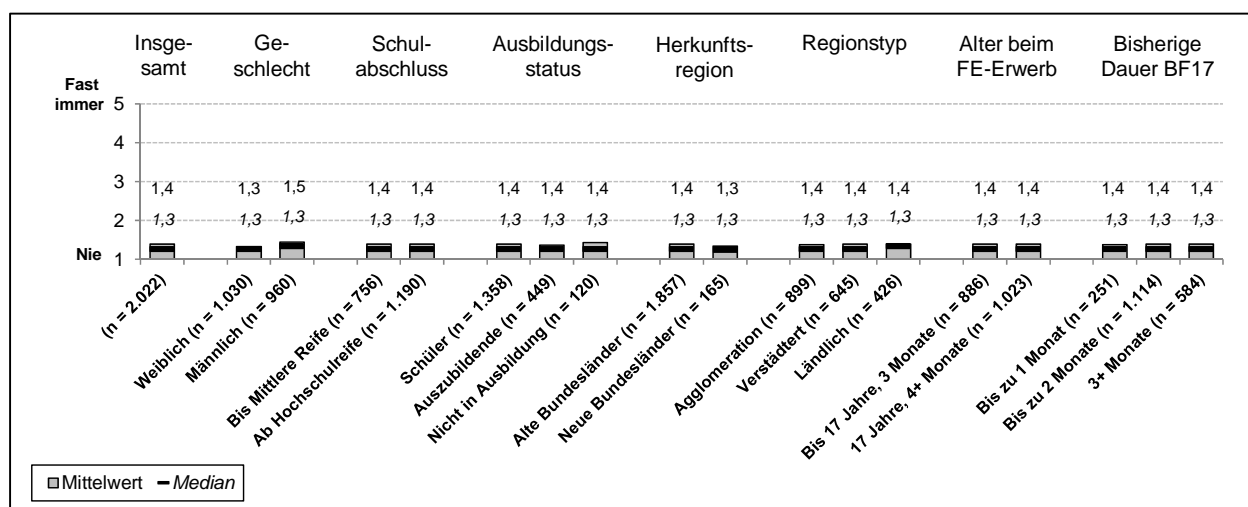 Insge-
samt
Ge-
schlecht
Schul-
abschluss
Ausbildungs-
status
Herkunfts-
region
Regionstyp
Alter beim
FE-Erwerb
Bisherige
Dauer BF17
Fast
immer
5
4
3
2
Nie
1
1,4 1,3 1,5 1,4 1,4 1,4 1,4 1,4 1,4 1,3 1,4 1,4 1,4 1,4 1,4 1,4 1,4 1,4
1,3 1,3 1,3 1,3 1,3 1,3 1,3 1,3 1,3 1,3 1,3 1,3 1,3 1,3 1,3 1,3 1,3 1,3
(n = 2.022)
Weiblich (n = 1.030)
Männlich (n = 960)
Bis Mittlere Reife (n = 756)
Ab Hochschulreife (n = 1.190)
Schüler (n = 1.358)
Auszubildende (n = 449)
Nicht in Ausbildung (n = 120)
Alte Bundesländer (n = 1.857)
Neue Bundesländer (n = 165)
Agglomeration (n = 899)
Verstädtert (n = 645)
Ländlich (n = 426)
Bis 17 Jahre, 3 Monate (n = 886)
17 Jahre, 4+ Monate (n = 1.023)
Bis zu 1 Monat (n = 251)
Bis zu 2 Monate (n = 1.114)
3+ Monate (n = 584)
Mittelwert Median